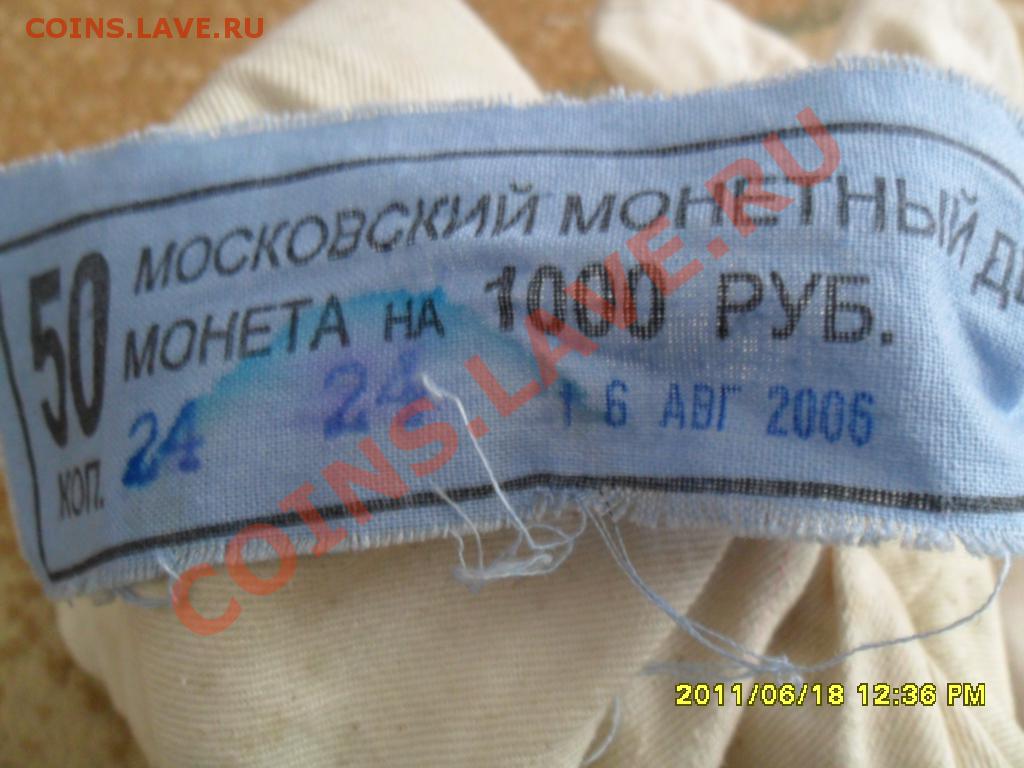 COINS.LAVE.RU
МОСКОВСКИЙ МОНЕТНЫЙ
50 КОП.
МОНЕТА НА 1000 РУБ.
24 24 16 АВГ 2006
COINS.LAVE.RU
2011/06/18 12:36 PM